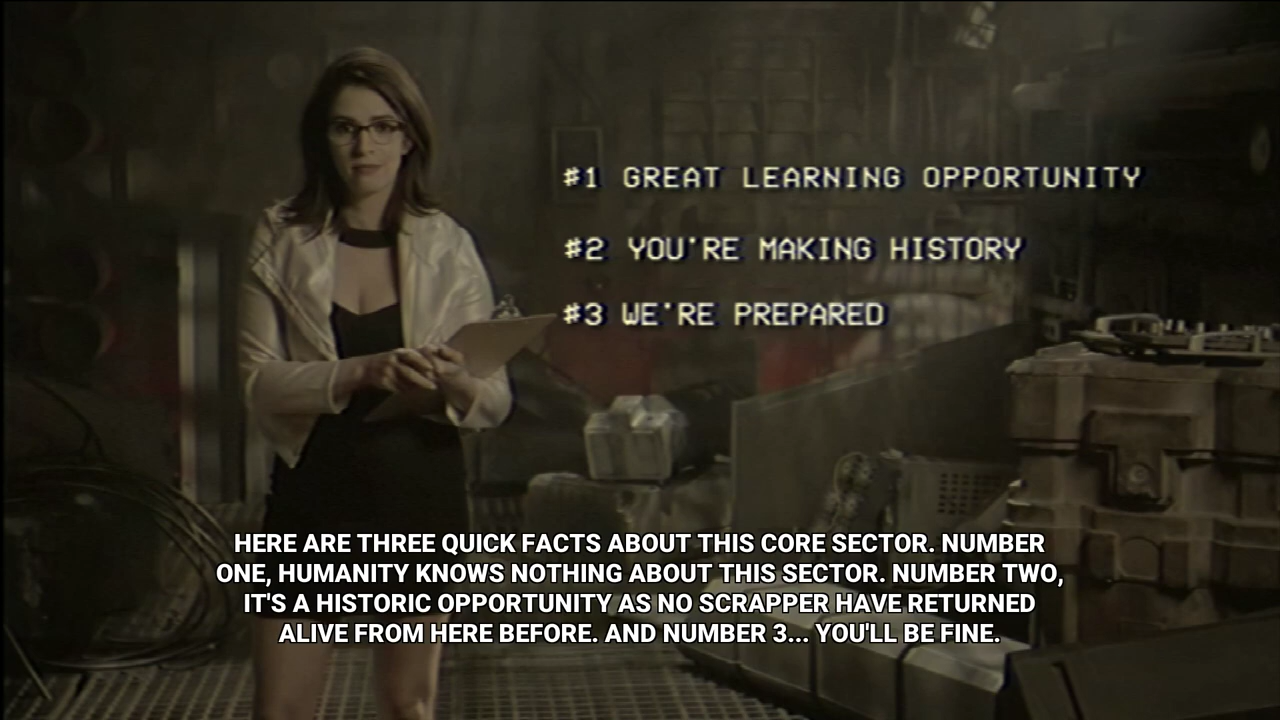 #1 GREAT LEARNING OPPORTUNITY
#2 YOU'RE MAKING HISTORY
#3 WE'RE PREPARED
HERE ARE THREE QUICK FACTS ABOUT THIS CORE SECTOR. NUMBER
ONE, HUMANITY KNOWS NOTHING ABOUT THIS SECTOR. NUMBER TWO,
IT'S A HISTORIC OPPORTUNITY AS NO SCRAPPER HAVE RETURNED
ALIVE FROM HERE BEFORE. AND NUMBER 3... YOU'LL BE FINE.